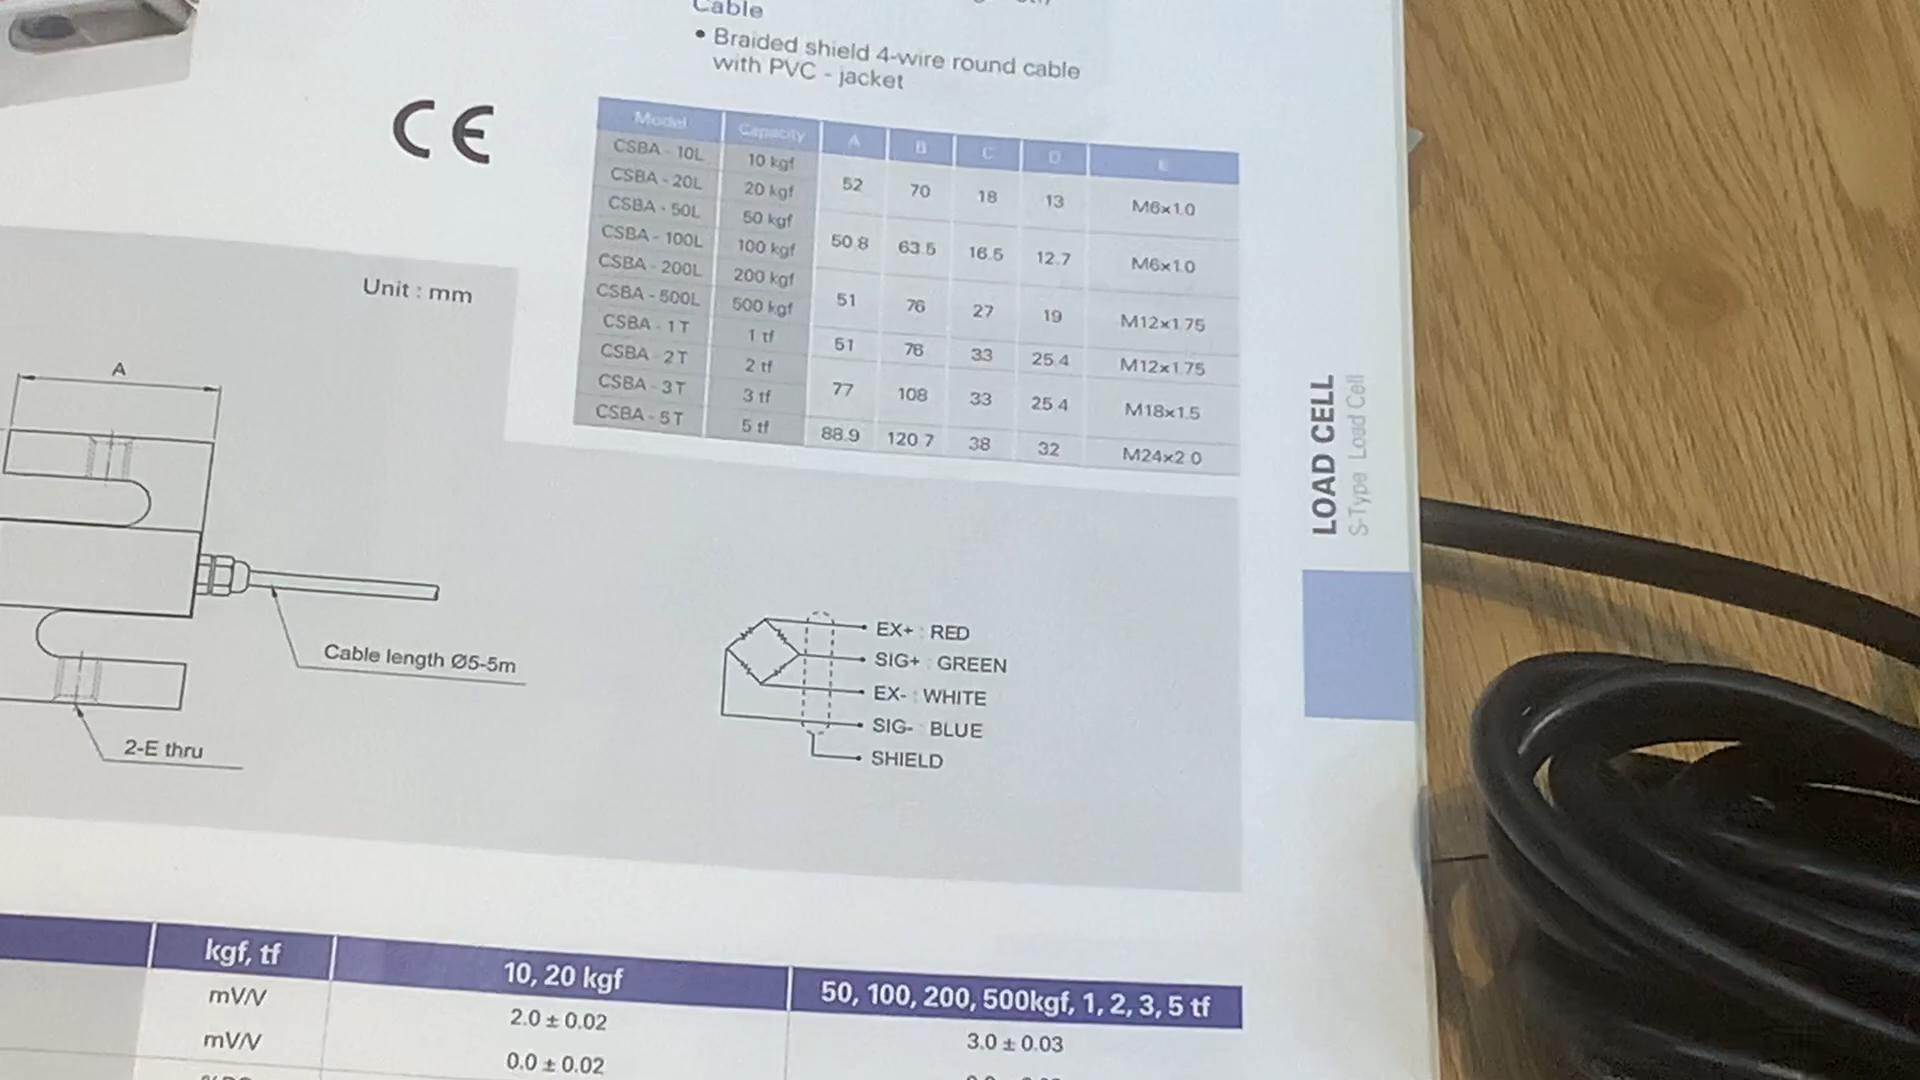 Cable
• Braided shield 4-wire round cable
with PVC - jacket
CE
Model Capacity A B C D E
CSBA - 10L 10 kgf
CSBA - 20L 20 kgf 52 70 18 13 M6×1.0
CSBA - 50L 50 kgf
CSBA - 100L 100 kgf 50.8 63.5 16.5 12.7 M6×1.0
CSBA - 200L 200 kgf
CSBA - 500L 500 kgf 51 76 27 19 M12×1.75
CSBA - 1T 1 tf
CSBA - 2T 2 tf 51 76 33 25.4 M12×1.75
CSBA - 3T 3 tf 77 108 33 25.4 M18×1.5
CSBA - 5T 5 tf 88.9 120.7 38 32 M24×2.0
Unit : mm
A
Cable length Ø5-5m
2-E thru
EX+ : RED
SIG+ : GREEN
EX- : WHITE
SIG- BLUE
SHIELD
LOAD CELL
S-Type Load Cell
kgf, tf 10, 20 kgf 50, 100, 200, 500kgf, 1, 2, 3, 5 tf
mV/V 2.0 ± 0.02 3.0 ± 0.03
mV/V 0.0 ± 0.02